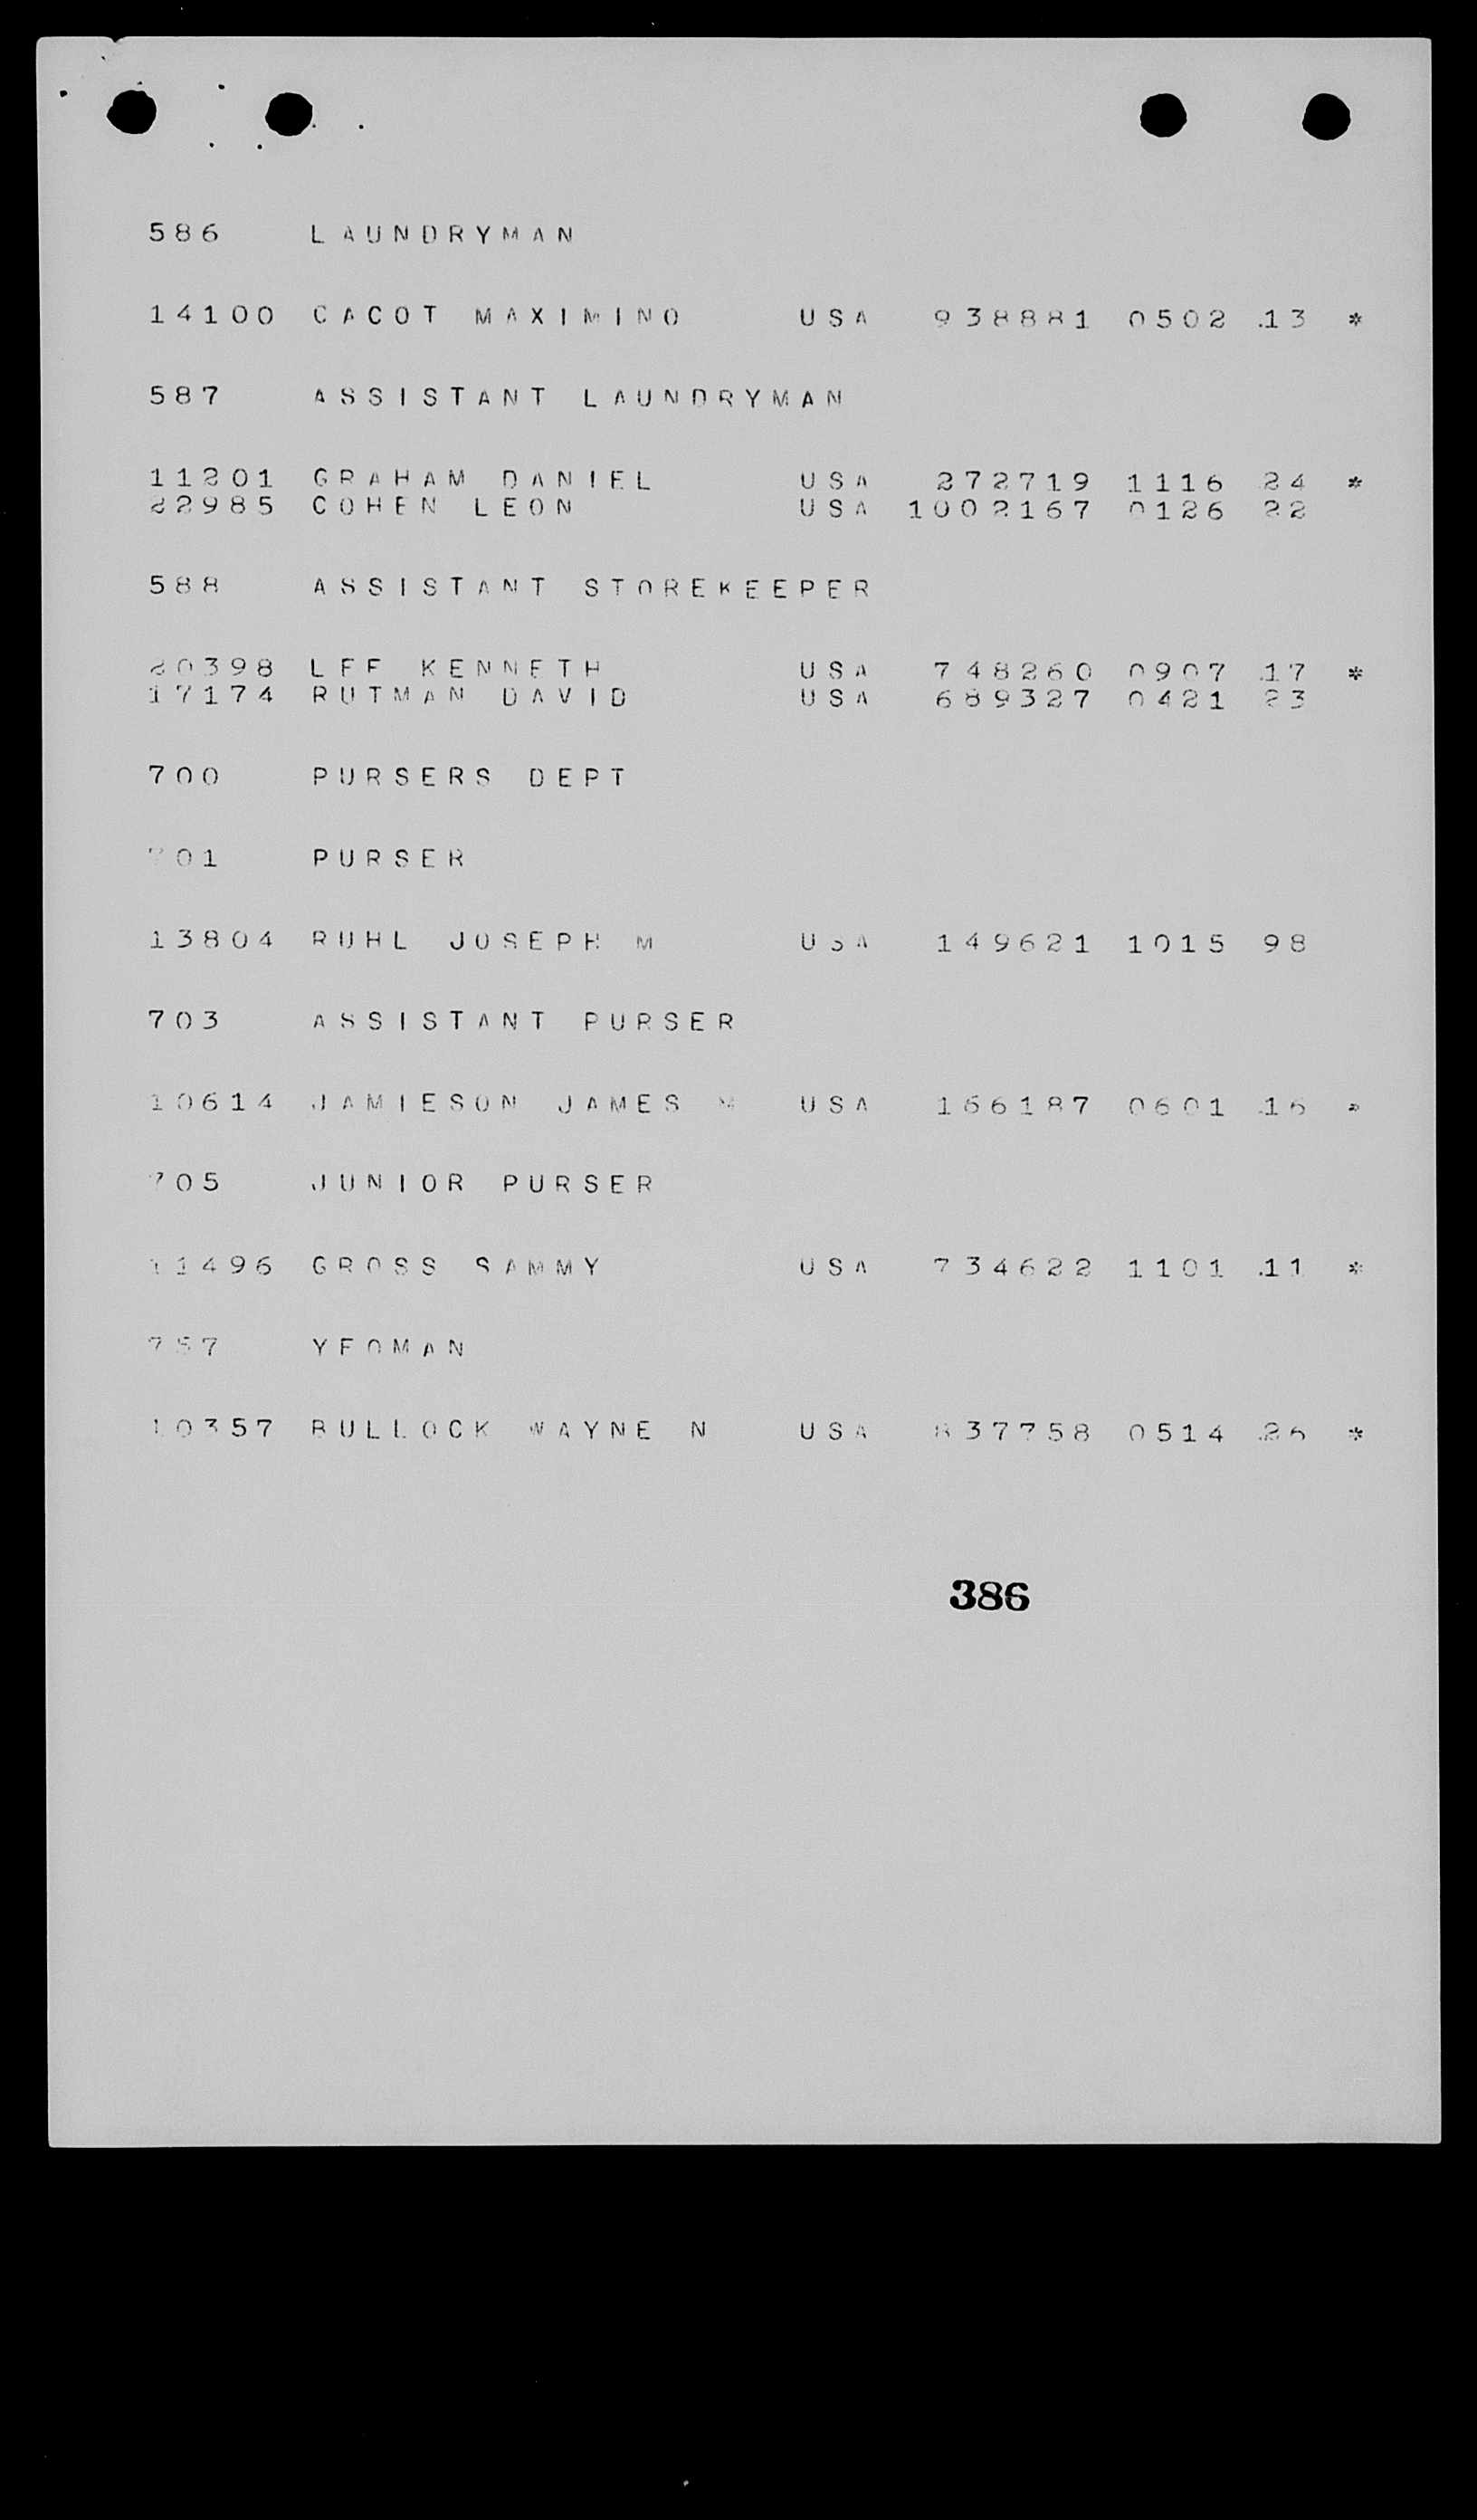 586 LAUNDRYMAN
14100 CACOT MAXIMINO USA 938881 0502 13 *
587 ASSISTANT LAUNDRYMAN
11201 GRAHAM DANIEL USA 272719 1116 24 *
22985 COHEN LEON USA 1002167 0126 22
588 ASSISTANT STOREKEEPER
20398 LEE KENNETH USA 748260 0907 17 *
17174 RUTMAN DAVID USA 689327 0421 23
700 PURSERS DEPT
701 PURSER
13804 RUHL JOSEPH M USA 149621 1015 98
703 ASSISTANT PURSER
10614 JAMIESON JAMES M USA 166187 0601 16 *
705 JUNIOR PURSER
11496 GROSS SAMMY USA 734622 1101 11 *
757 YEOMAN
10357 BULLOCK WAYNE N USA 837758 0514 26 *
386